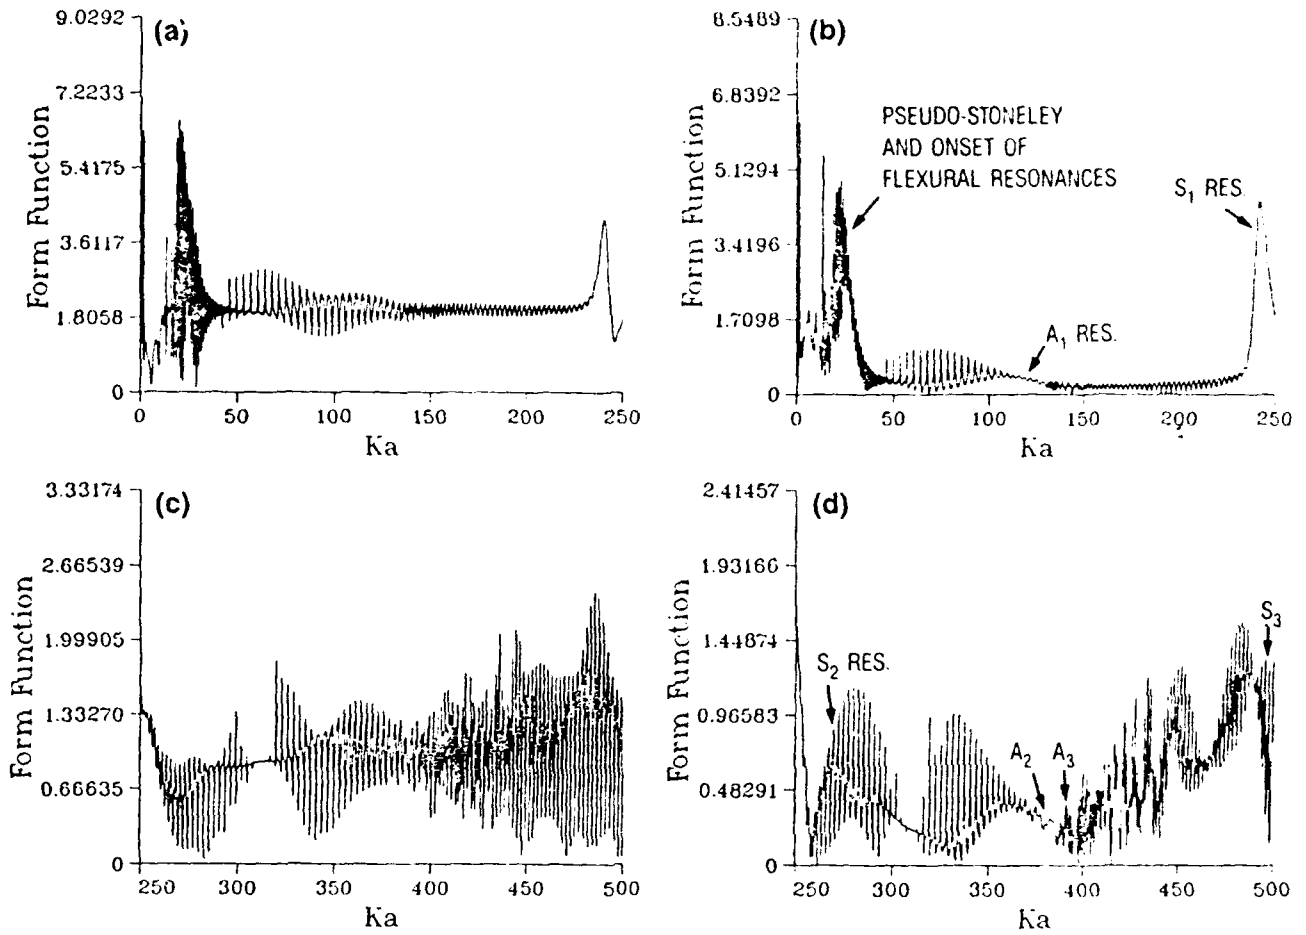 (a)
9.0292
7.2233
5.4175
3.6117
1.8058
0
Form Function
0 50 100 150 200 250
Ka
(b)
8.5489
6.8392
5.1294
3.4196
1.7098
0
Form Function
PSEUDO-STONELEY
AND ONSET OF
FLEXURAL RESONANCES
S1 RES.
A1 RES.
0 50 100 150 200 250
Ka
(c)
3.33174
2.66539
1.99905
1.33270
0.66635
0
Form Function
250 300 350 400 450 500
Ka
(d)
2.41457
1.93166
1.44874
0.96583
0.48291
0
Form Function
S2 RES.
A2 A3
S3
250 300 350 400 450 500
Ka